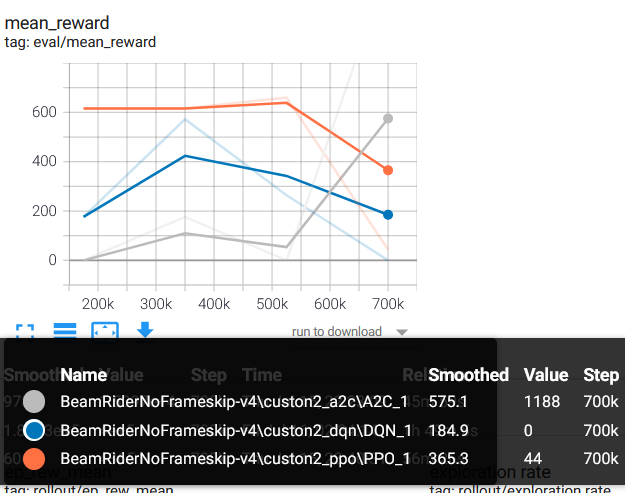 mean_reward
tag: eval/mean_reward
600
400
200
0
200k 300k 400k 500k 600k 700k
run to download
Name Smoothed Value Step
BeamRiderNoFrameskip-v4\custon2_a2c\A2C_1 575.1 1188 700k
BeamRiderNoFrameskip-v4\custon2_dqn\DQN_1 184.9 0 700k
BeamRiderNoFrameskip-v4\custon2_ppo\PPO_1 365.3 44 700k
Smoothed Value Step Time
ep_rew_mean exploration rate
tag: rollout/ep_rew_mean tag: rollout/exploration rate